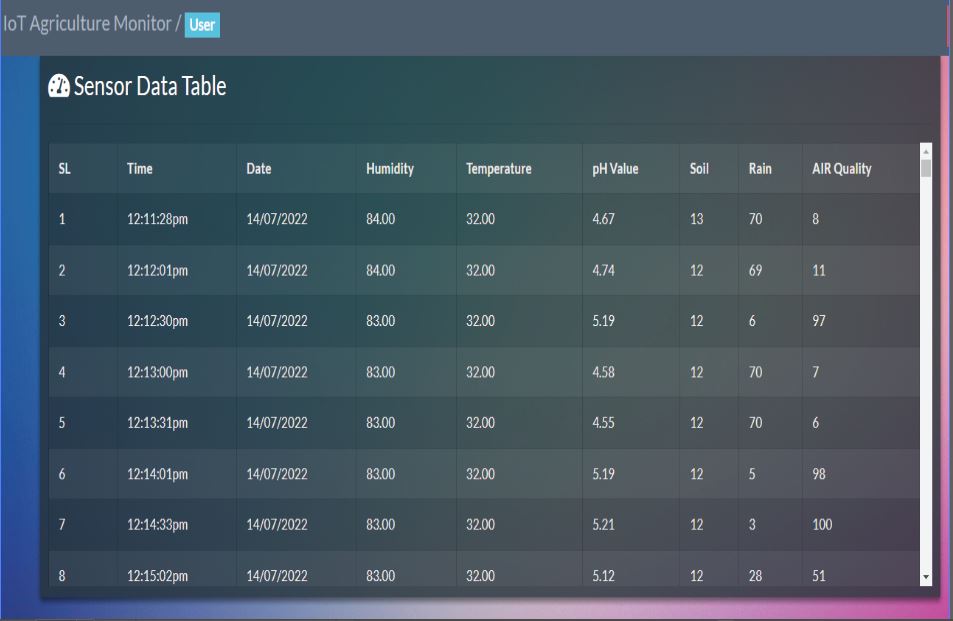 IoT Agriculture Monitor / User
Sensor Data Table
SL Time Date Humidity Temperature pH Value Soil Rain AIR Quality
1 12:11:28pm 14/07/2022 84.00 32.00 4.67 13 70 8
2 12:12:01pm 14/07/2022 84.00 32.00 4.74 12 69 11
3 12:12:30pm 14/07/2022 83.00 32.00 5.19 12 6 97
4 12:13:00pm 14/07/2022 83.00 32.00 4.58 12 70 7
5 12:13:31pm 14/07/2022 83.00 32.00 4.55 12 70 6
6 12:14:01pm 14/07/2022 83.00 32.00 5.19 12 5 98
7 12:14:33pm 14/07/2022 83.00 32.00 5.21 12 3 100
8 12:15:02pm 14/07/2022 83.00 32.00 5.12 12 28 51